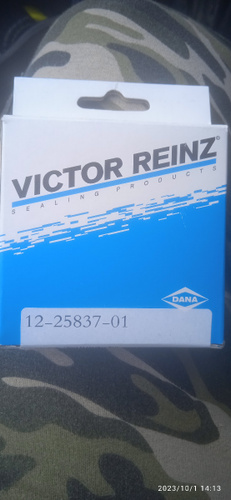 VICTOR REINZ®
SEALING PRODUCTS
DANA
12-25837-01
2023/10/1 14:13